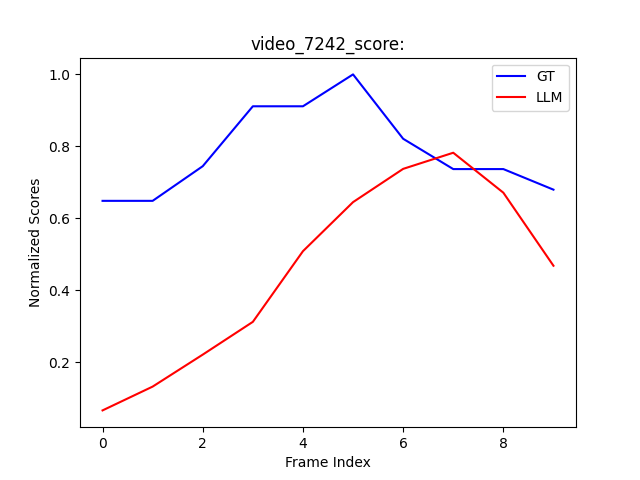 video_7242_score:
GT
LLM
Normalized Scores
1.0
0.8
0.6
0.4
0.2
0 2 4 6 8
Frame Index